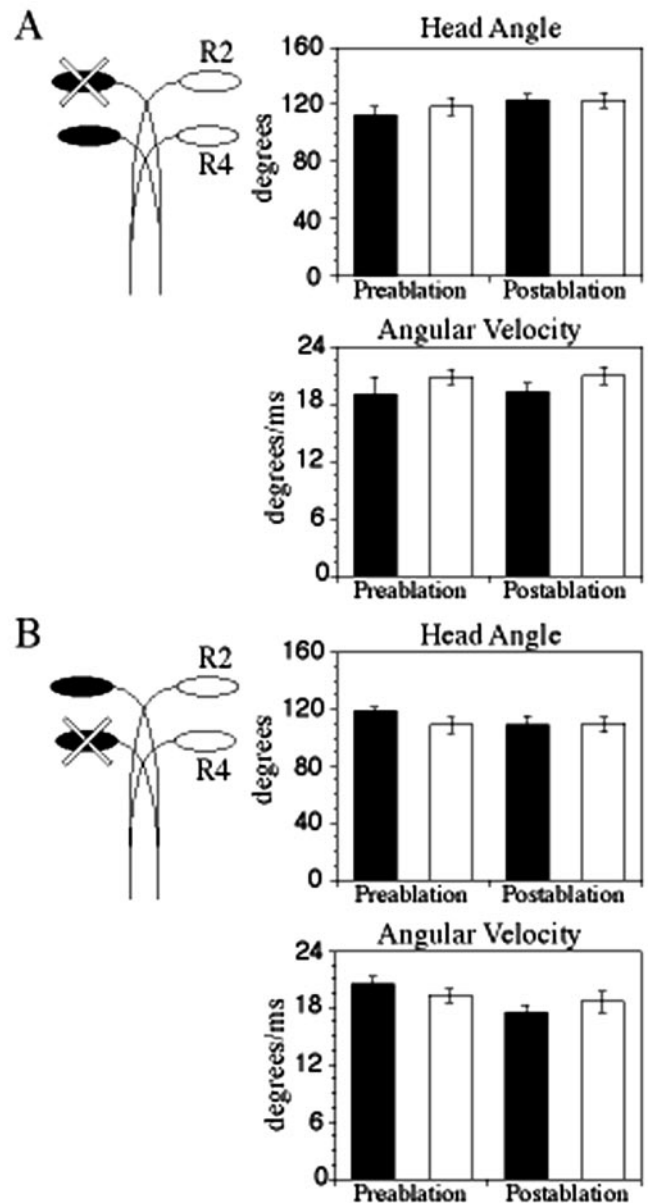 A
R2
R4
Head Angle
degrees
160
120
80
40
0
Preablation Postablation
Angular Velocity
degrees/ms
24
18
12
6
0
Preablation Postablation
B
R2
R4
Head Angle
degrees
160
120
80
40
0
Preablation Postablation
Angular Velocity
degrees/ms
24
18
12
6
0
Preablation Postablation